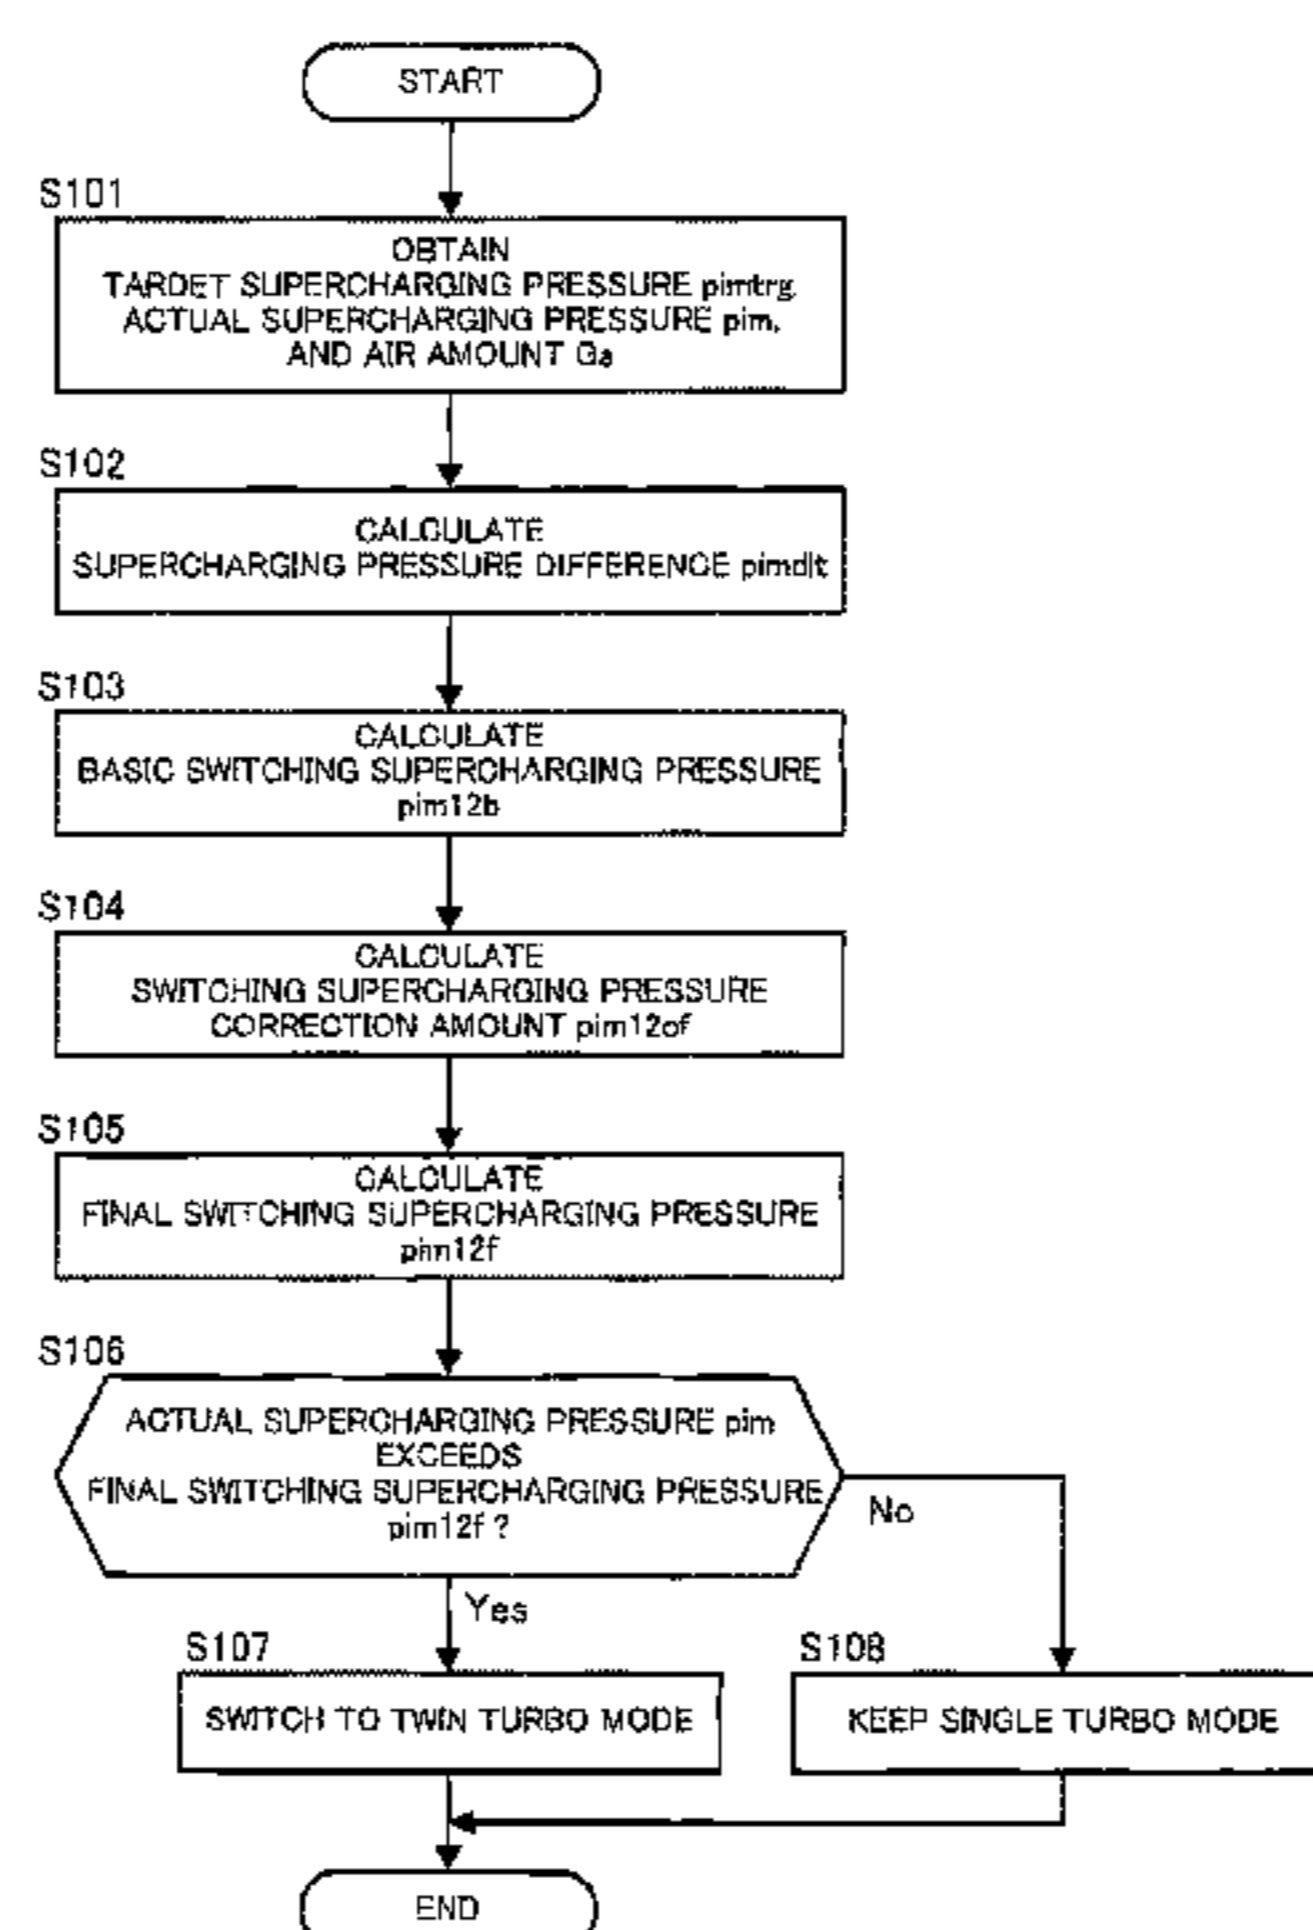 START
S101
OBTAIN
TARDET SUPERCHARGING PRESSURE pimtrg,
ACTUAL SUPERCHARGING PRESSURE pim,
AND AIR AMOUNT Ga
S102
CALCULATE
SUPERCHARGING PRESSURE DIFFERENCE pimdlt
S103
CALCULATE
BASIC SWITCHING SUPERCHARGING PRESSURE
pim12b
S104
CALCULATE
SWITCHING SUPERCHARGING PRESSURE
CORRECTION AMOUNT pim12of
S105
CALCULATE
FINAL SWITCHING SUPERCHARGING PRESSURE
pim12f
S106
ACTUAL SUPERCHARGING PRESSURE pim
EXCEEDS
FINAL SWITCHING SUPERCHARGING PRESSURE
pim12f ?
No
Yes
S107
SWITCH TO TWIN TURBO MODE
S108
KEEP SINGLE TURBO MODE
END